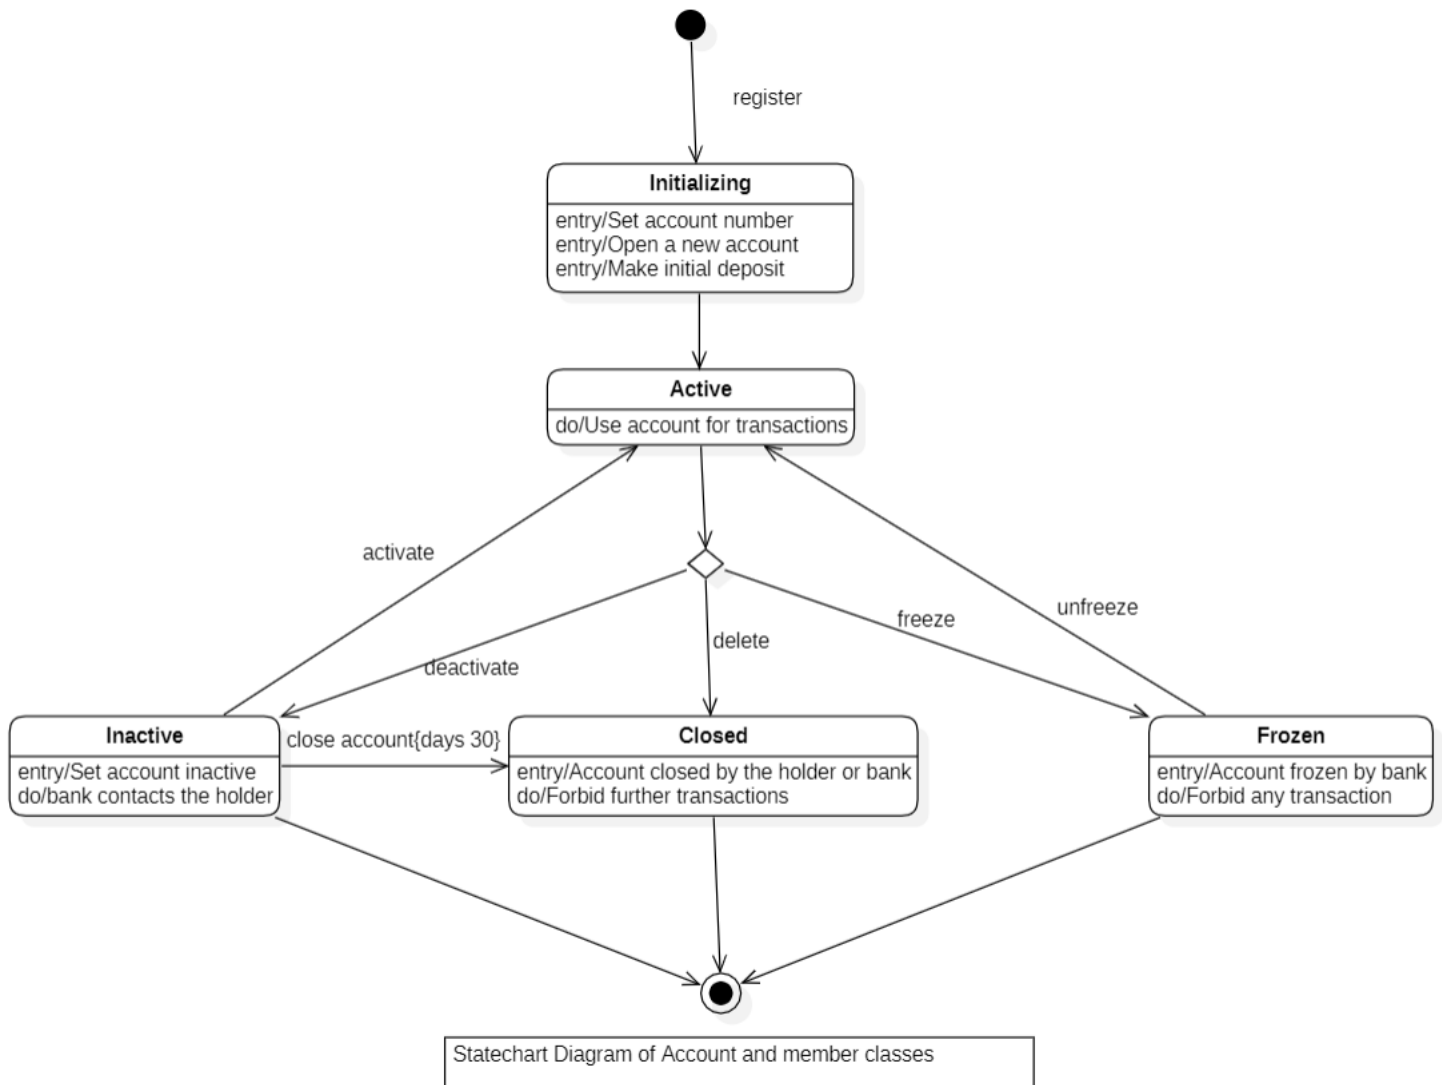 register
Initializing
entry/Set account number
entry/Open a new account
entry/Make initial deposit
Active
do/Use account for transactions
activate
unfreeze
freeze
delete
deactivate
Inactive
entry/Set account inactive
do/bank contacts the holder
close account{days 30}
Closed
entry/Account closed by the holder or bank
do/Forbid further transactions
Frozen
entry/Account frozen by bank
do/Forbid any transaction
Statechart Diagram of Account and member classes